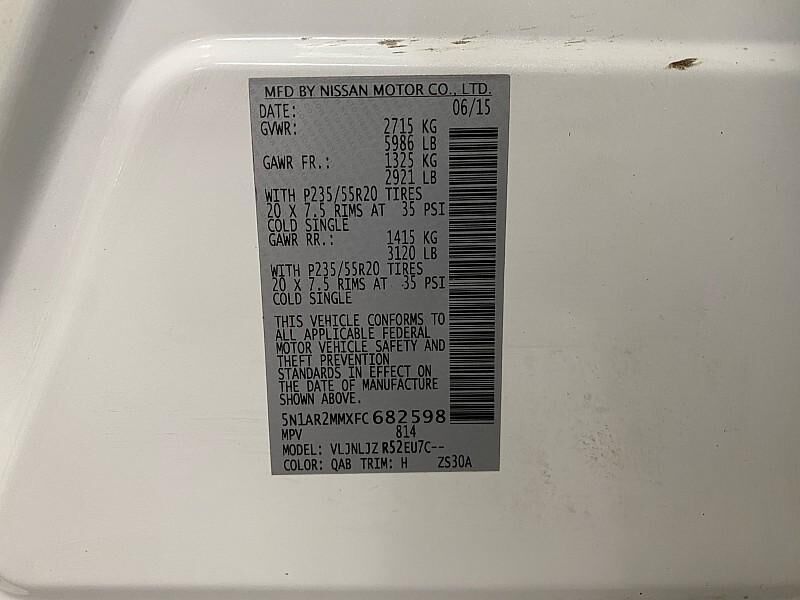 MFD BY NISSAN MOTOR CO., LTD.
DATE: 06/15
GVWR: 2715 KG
5986 LB
GAWR FR.: 1325 KG
2921 LB
WITH P235/55R20 TIRES
20 X 7.5 RIMS AT 35 PSI
COLD SINGLE
GAWR RR.: 1415 KG
3120 LB
WITH P235/55R20 TIRES
20 X 7.5 RIMS AT 35 PSI
COLD SINGLE
THIS VEHICLE CONFORMS TO
ALL APPLICABLE FEDERAL
MOTOR VEHICLE SAFETY AND
THEFT PREVENTION
STANDARDS IN EFFECT ON
THE DATE OF MANUFACTURE
SHOWN ABOVE.
5N1AR2MMXFC682598
MPV 814
MODEL: VLJNLJZ R52EU7C--
COLOR: QAB TRIM: H ZS30A